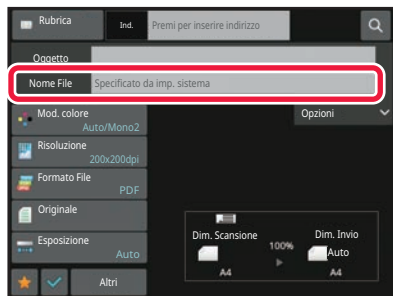 Rubrica
Ind.
Premi per inserire indirizzo
Oggetto
Nome File
Specificato da imp. sistema
Mod. colore
Auto/Mono2
Opzioni
Risoluzione
200x200dpi
Formato File
PDF
Originale
Esposizione
Auto
Dim. Scansione
100%
Dim. Invio
Auto
A4
A4
Altri